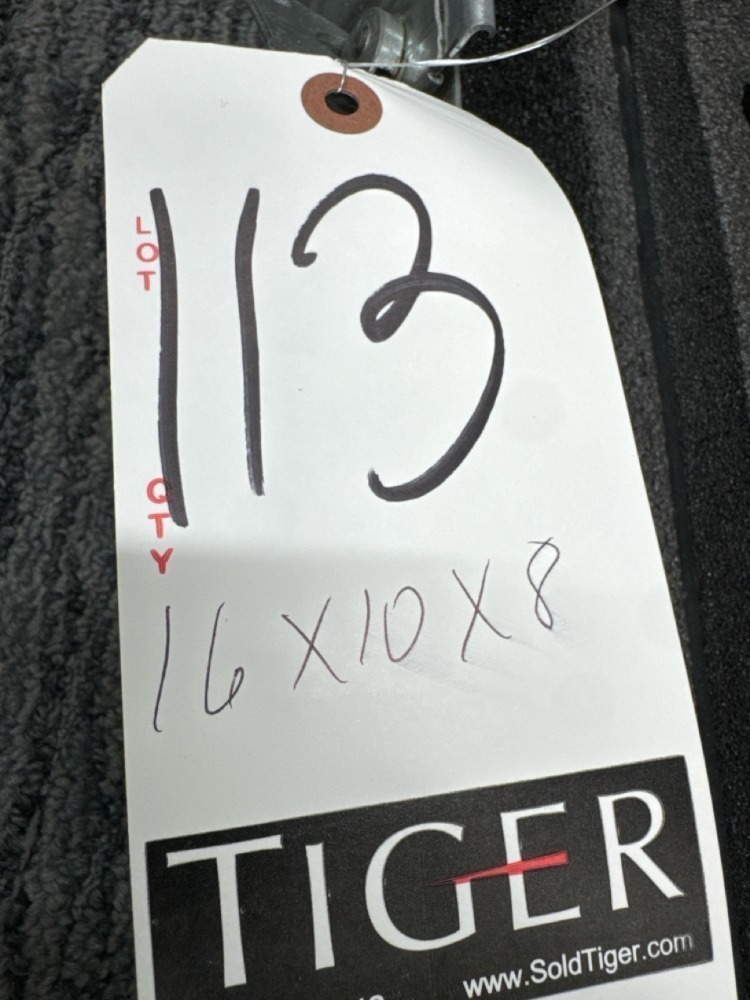 LOT
113
QTY
16 X 10 X 8
TIGER
www.SoldTiger.com